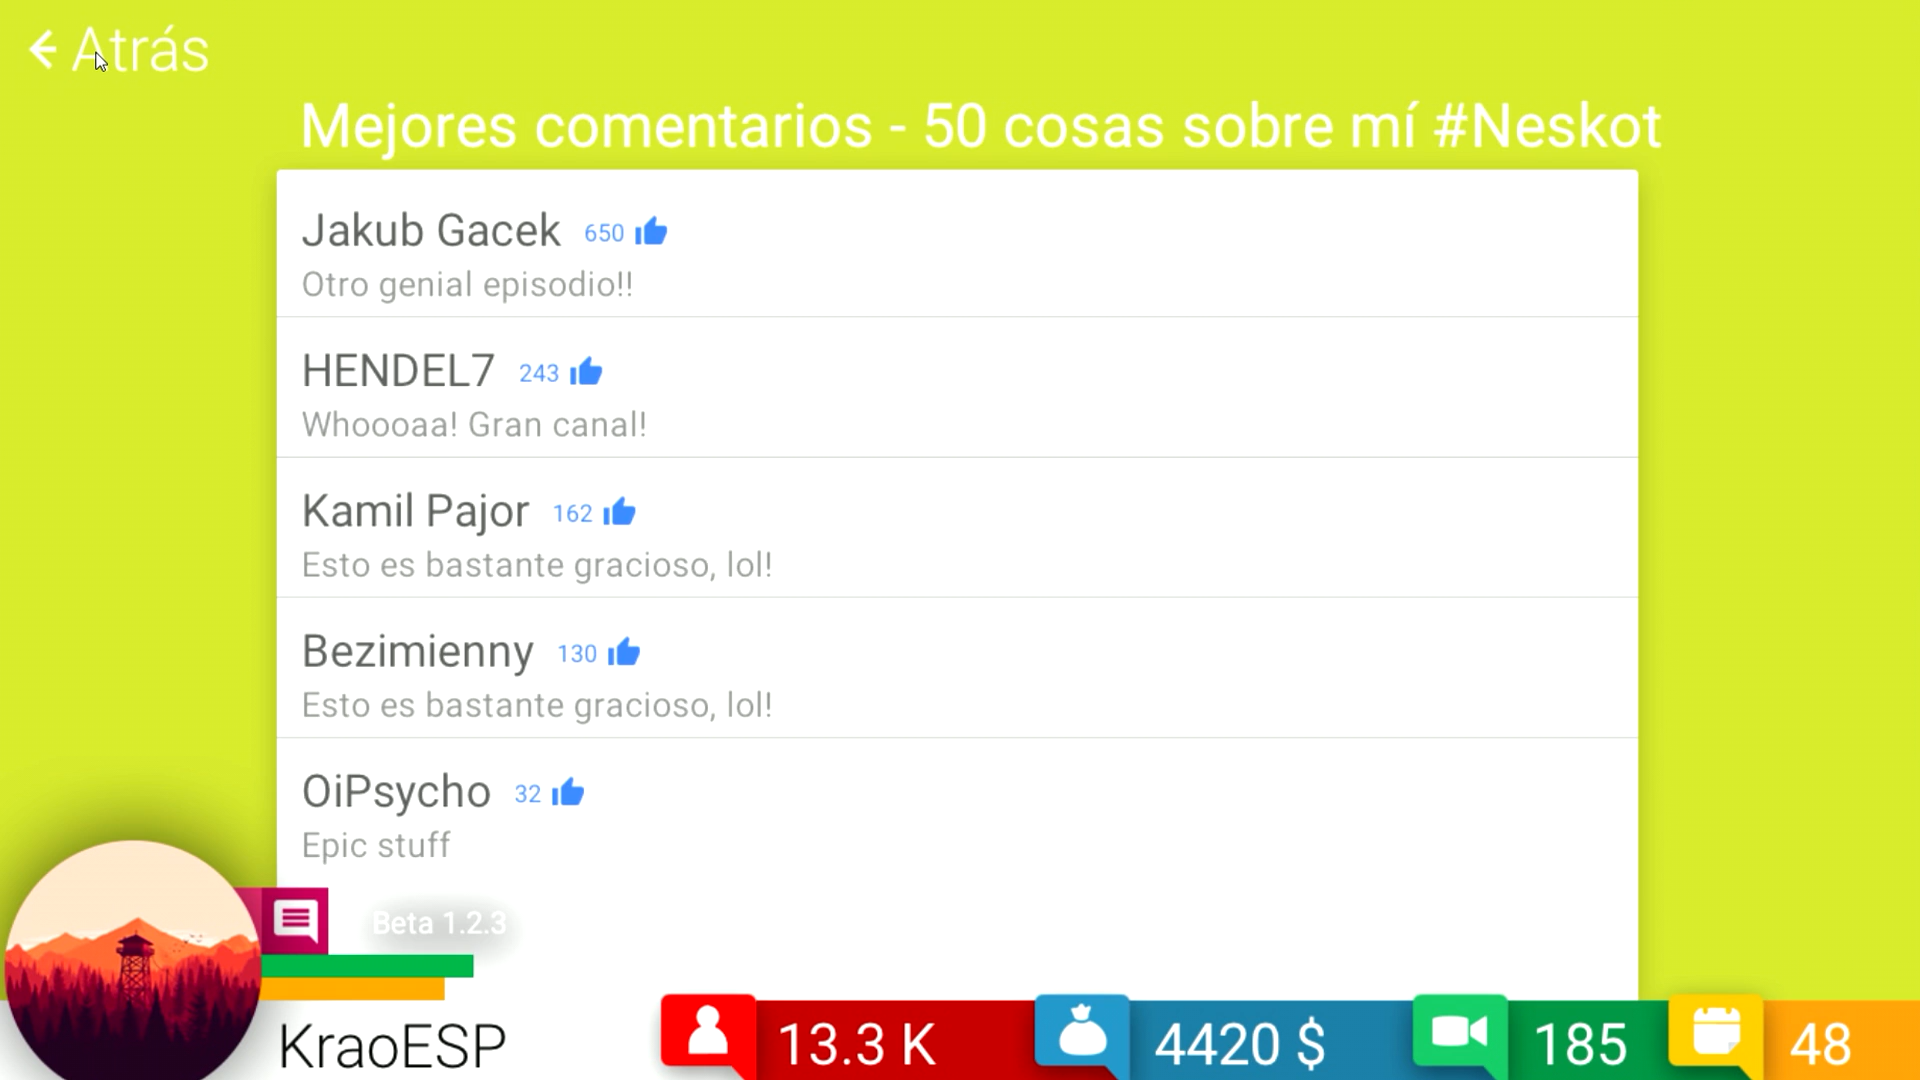 Atrás
Mejores comentarios - 50 cosas sobre mí #Neskot
Jakub Gacek 650
Otro genial episodio!!
HENDEL7 243
Whoooaa! Gran canal!
Kamil Pajor 162
Esto es bastante gracioso, lol!
Bezimienny 130
Esto es bastante gracioso, lol!
OiPsycho 32
Epic stuff
Beta 1.2.3
KraoESP 13.3 K 4420 $ 185 48